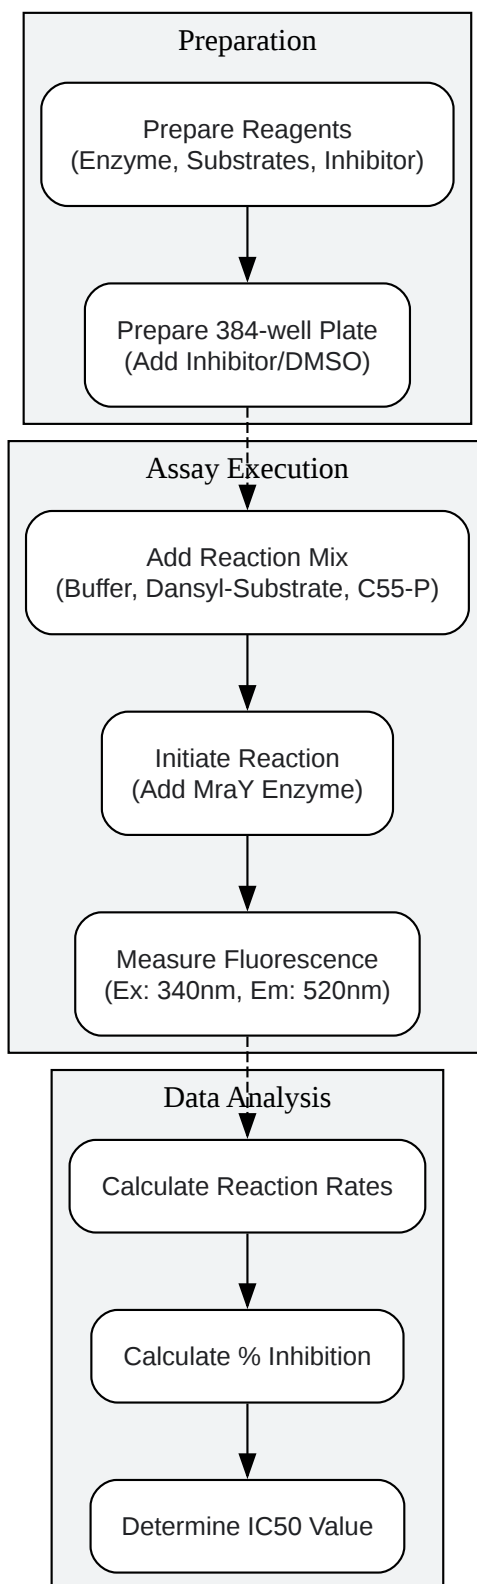 Preparation
Prepare Reagents
(Enzyme, Substrates, Inhibitor)
Prepare 384-well Plate
(Add Inhibitor/DMSO)
Assay Execution
Add Reaction Mix
(Buffer, Dansyl-Substrate, C55-P)
Initiate Reaction
(Add MraY Enzyme)
Measure Fluorescence
(Ex: 340nm, Em: 520nm)
Data Analysis
Calculate Reaction Rates
Calculate % Inhibition
Determine IC50 Value